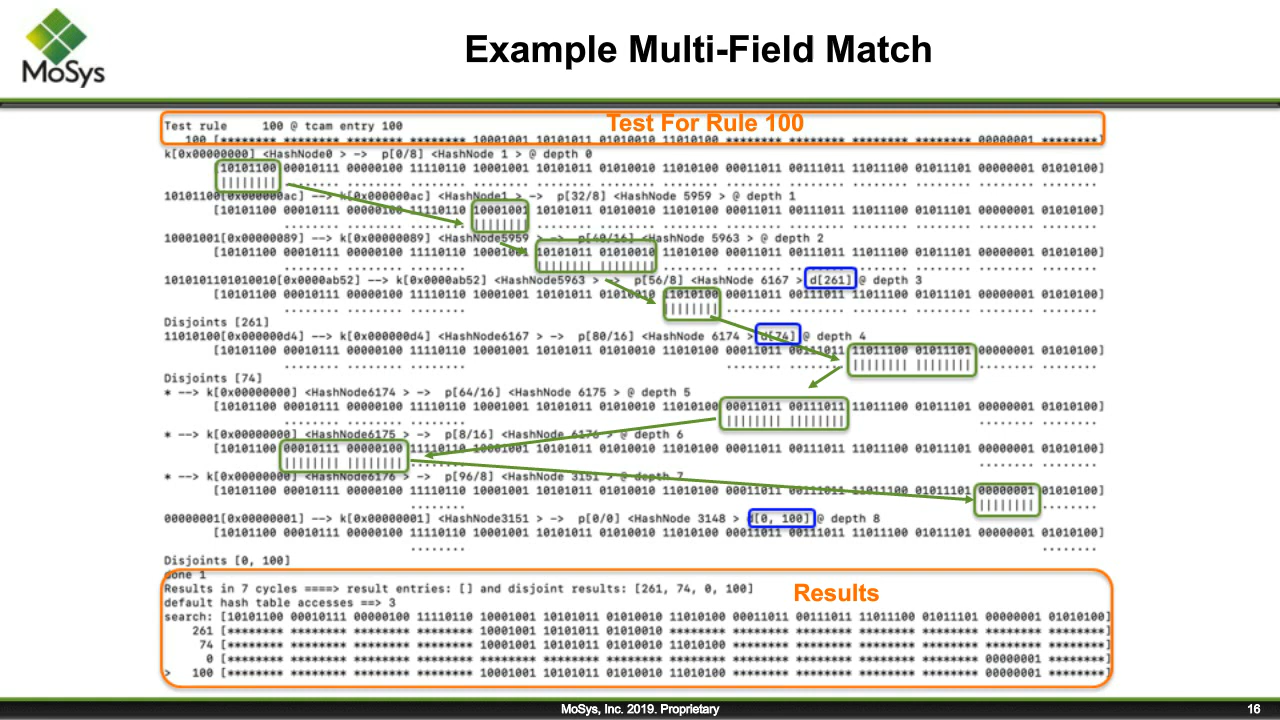 MoSys
Example Multi-Field Match
Test For Rule 100
Test rule 100 @ tcam entry 100
100 [******** ******** ******** ******** 10001001 10101011 01010010 11010100 ******** ******** ******** ******** 00000001 ********]
k[0x00000000] <HashNode0 > -> p[0/8] <HashNode 1 > @ depth 0
[10101100 00010111 00000100 11110110 10001001 10101011 01010010 11010100 00011011 00111011 11011100 01011101 00000001 01010100]
10101100[0x000000ac] --> k[0x000000ac] <HashNode1 > -> p[32/8] <HashNode 5959 > @ depth 1
[10101100 00010111 00000100 11110110 10001001 10101011 01010010 11010100 00011011 00111011 11011100 01011101 00000001 01010100]
10001001[0x00000089] --> k[0x00000089] <HashNode5959 > -> p[40/16] <HashNode 5963 > @ depth 2
[10101100 00010111 00000100 11110110 10001001 10101011 01010010 11010100 00011011 00111011 11011100 01011101 00000001 01010100]
1010101101010010[0x0000ab52] --> k[0x0000ab52] <HashNode5963 > -> p[56/8] <HashNode 6167 > d[261] @ depth 3
[10101100 00010111 00000100 11110110 10001001 10101011 01010010 11010100 00011011 00111011 11011100 01011101 00000001 01010100]
Disjoints [261]
11010100[0x000000d4] --> k[0x000000d4] <HashNode6167 > -> p[80/16] <HashNode 6174 > d[74] @ depth 4
[10101100 00010111 00000100 11110110 10001001 10101011 01010010 11010100 00011011 00111011 11011100 01011101 00000001 01010100]
Disjoints [74]
* --> k[0x00000000] <HashNode6174 > -> p[64/16] <HashNode 6175 > @ depth 5
[10101100 00010111 00000100 11110110 10001001 10101011 01010010 11010100 00011011 00111011 11011100 01011101 00000001 01010100]
* --> k[0x00000000] <HashNode6175 > -> p[8/16] <HashNode 6176 > @ depth 6
[10101100 00010111 00000100 11110110 10001001 10101011 01010010 11010100 00011011 00111011 11011100 01011101 00000001 01010100]
* --> k[0x00000000] <HashNode6176 > -> p[96/8] <HashNode 3151 > @ depth 7
[10101100 00010111 00000100 11110110 10001001 10101011 01010010 11010100 00011011 00111011 11011100 01011101 00000001 01010100]
00000001[0x00000001] --> k[0x00000001] <HashNode3151 > -> p[0/0] <HashNode 3148 > d[0, 100] @ depth 8
[10101100 00010111 00000100 11110110 10001001 10101011 01010010 11010100 00011011 00111011 11011100 01011101 00000001 01010100]
Disjoints [0, 100]
done 1
Results in 7 cycles ====> result entries: [] and disjoint results: [261, 74, 0, 100]
Results
default hash table accesses ==> 3
search: [10101100 00010111 00000100 11110110 10001001 10101011 01010010 11010100 00011011 00111011 11011100 01011101 00000001 01010100]
261 [******** ******** ******** ******** 10001001 10101011 01010010 ******** ******** ******** ******** ******** ******** ********]
74 [******** ******** ******** ******** 10001001 10101011 01010010 11010100 ******** ******** ******** ******** ******** ********]
0 [******** ******** ******** ******** ******** ******** ******** ******** ******** ******** ******** ******** 00000001 ********]
> 100 [******** ******** ******** ******** 10001001 10101011 01010010 11010100 ******** ******** ******** ******** 00000001 ********]
MoSys, Inc. 2019. Proprietary
16